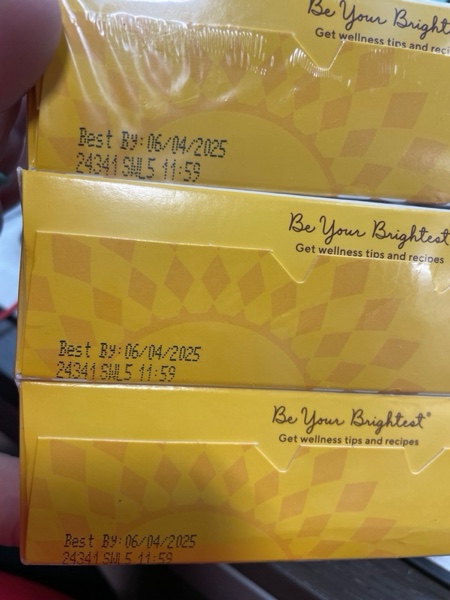 Be Your Bright
Get wellness tips and reci
Best By:06/04/2025
24341 SWL5 11:59
Be Your Brightest
Get wellness tips and recipes
Best By:06/04/2025
24341 SWL5 11:59
Be Your Brightest®
Get wellness tips and recipes
Best By:06/04/2025
24341 SWL5 11:59